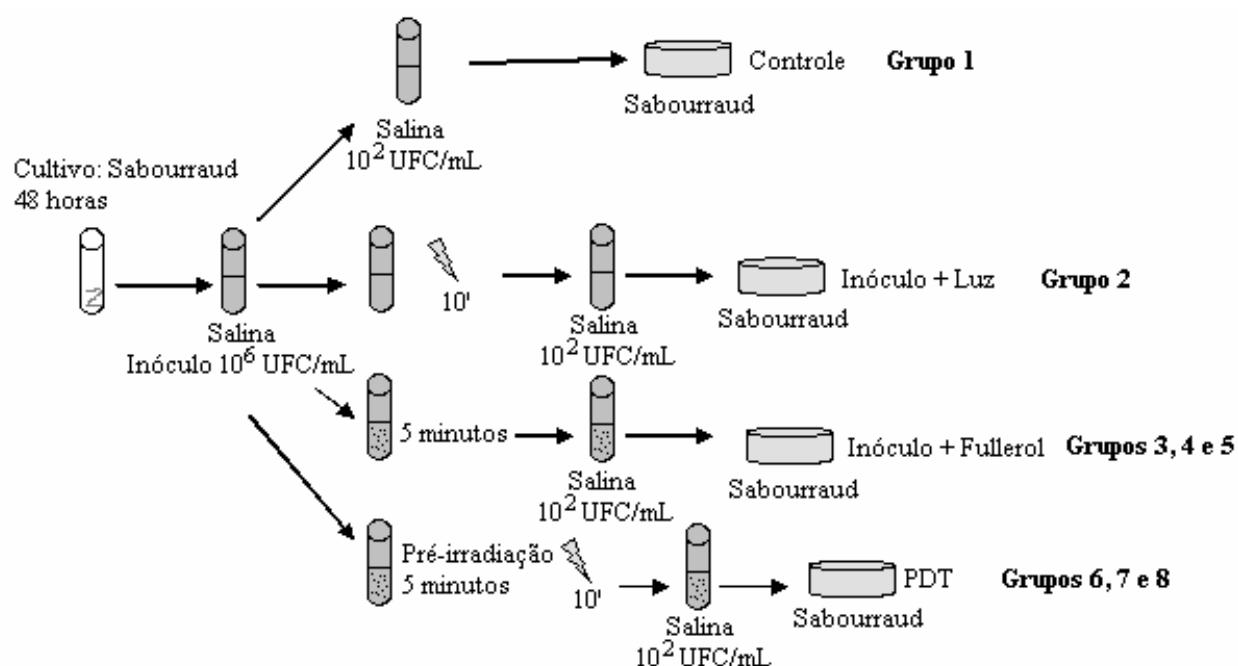 Controle Grupo 1
Sabourraud
Salina
10² UFC/mL
Cultivo: Sabourraud
48 horas
10'
Inóculo + Luz Grupo 2
Sabourraud
Salina
Inóculo 10⁶ UFC/mL
Salina
10² UFC/mL
5 minutos
Inóculo + Fullerol Grupos 3, 4 e 5
Sabourraud
Salina
10² UFC/mL
Pré-irradiação
5 minutos
10'
PDT Grupos 6, 7 e 8
Sabourraud
Salina
10² UFC/mL